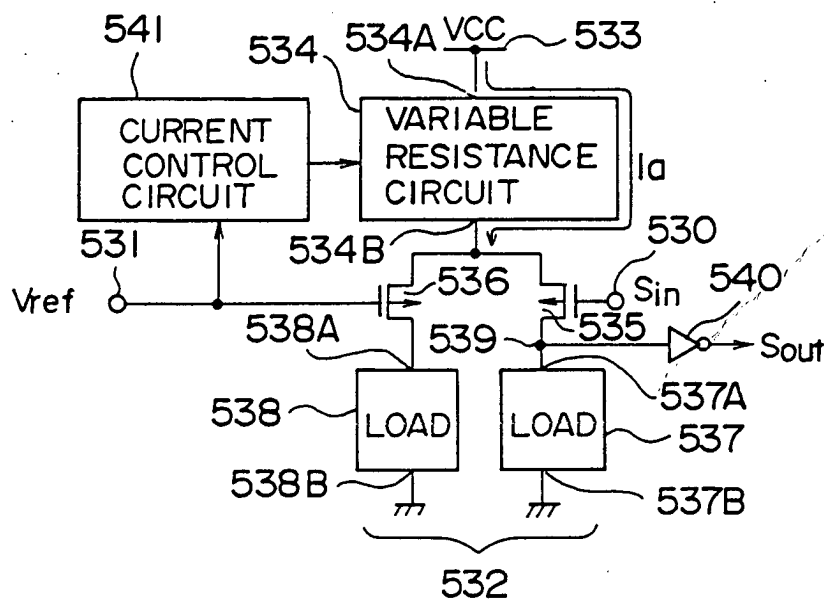 541
534
534A
VCC
533
CURRENT
CONTROL
CIRCUIT
VARIABLE
RESISTANCE
CIRCUIT
Ia
531
534B
530
Vref
536
Sin
540
535
538A
539
Sout
537A
538
LOAD
LOAD
537
538B
537B
532